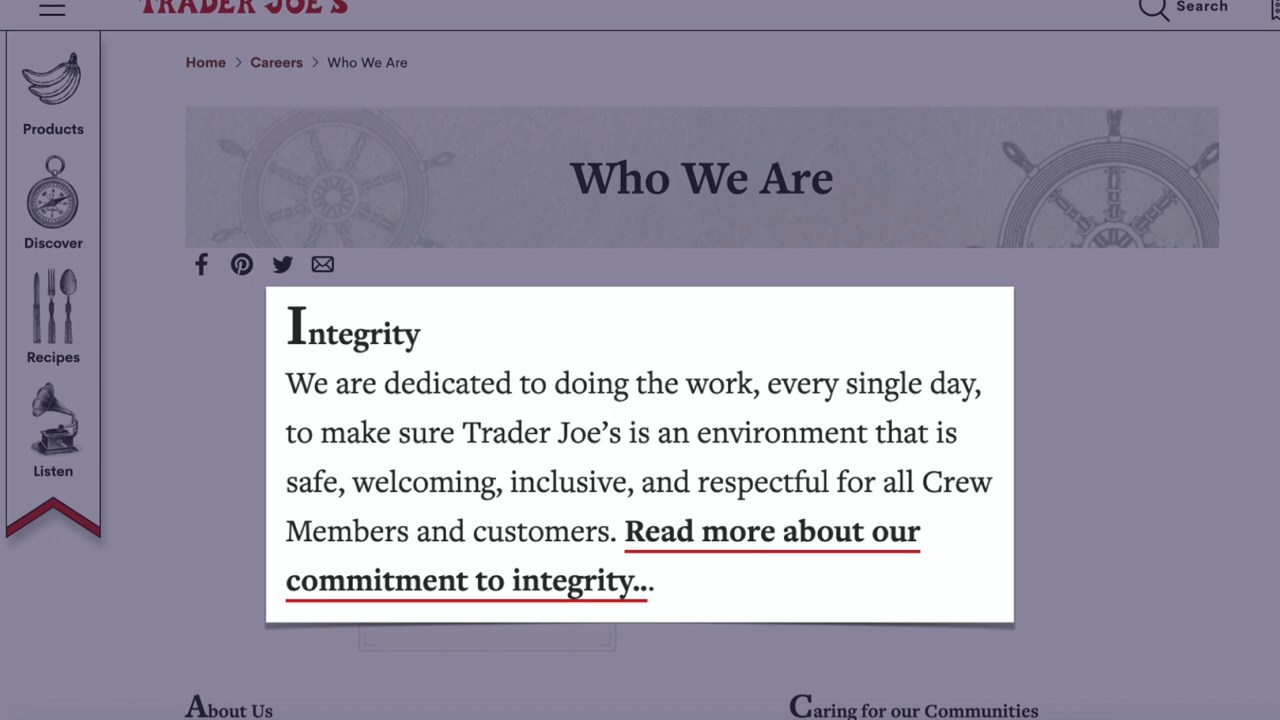 TRADER JOE'S
Search
Home > Careers > Who We Are
Products
Discover
Recipes
Listen
Who We Are
Integrity
We are dedicated to doing the work, every single day,
to make sure Trader Joe’s is an environment that is
safe, welcoming, inclusive, and respectful for all Crew
Members and customers. Read more about our
commitment to integrity...
About Us
Caring for our Communities